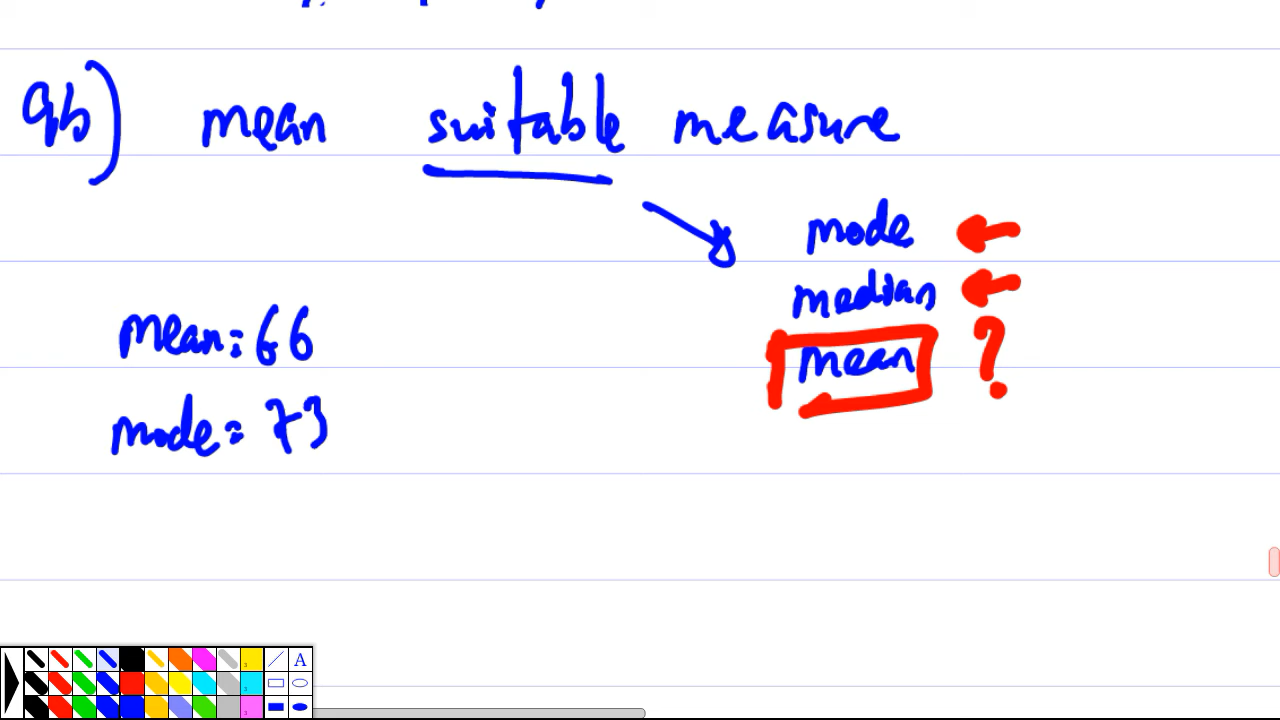 9b) mean suitable measure
mode
median
mean ?
mean = 66
mode = 73
A